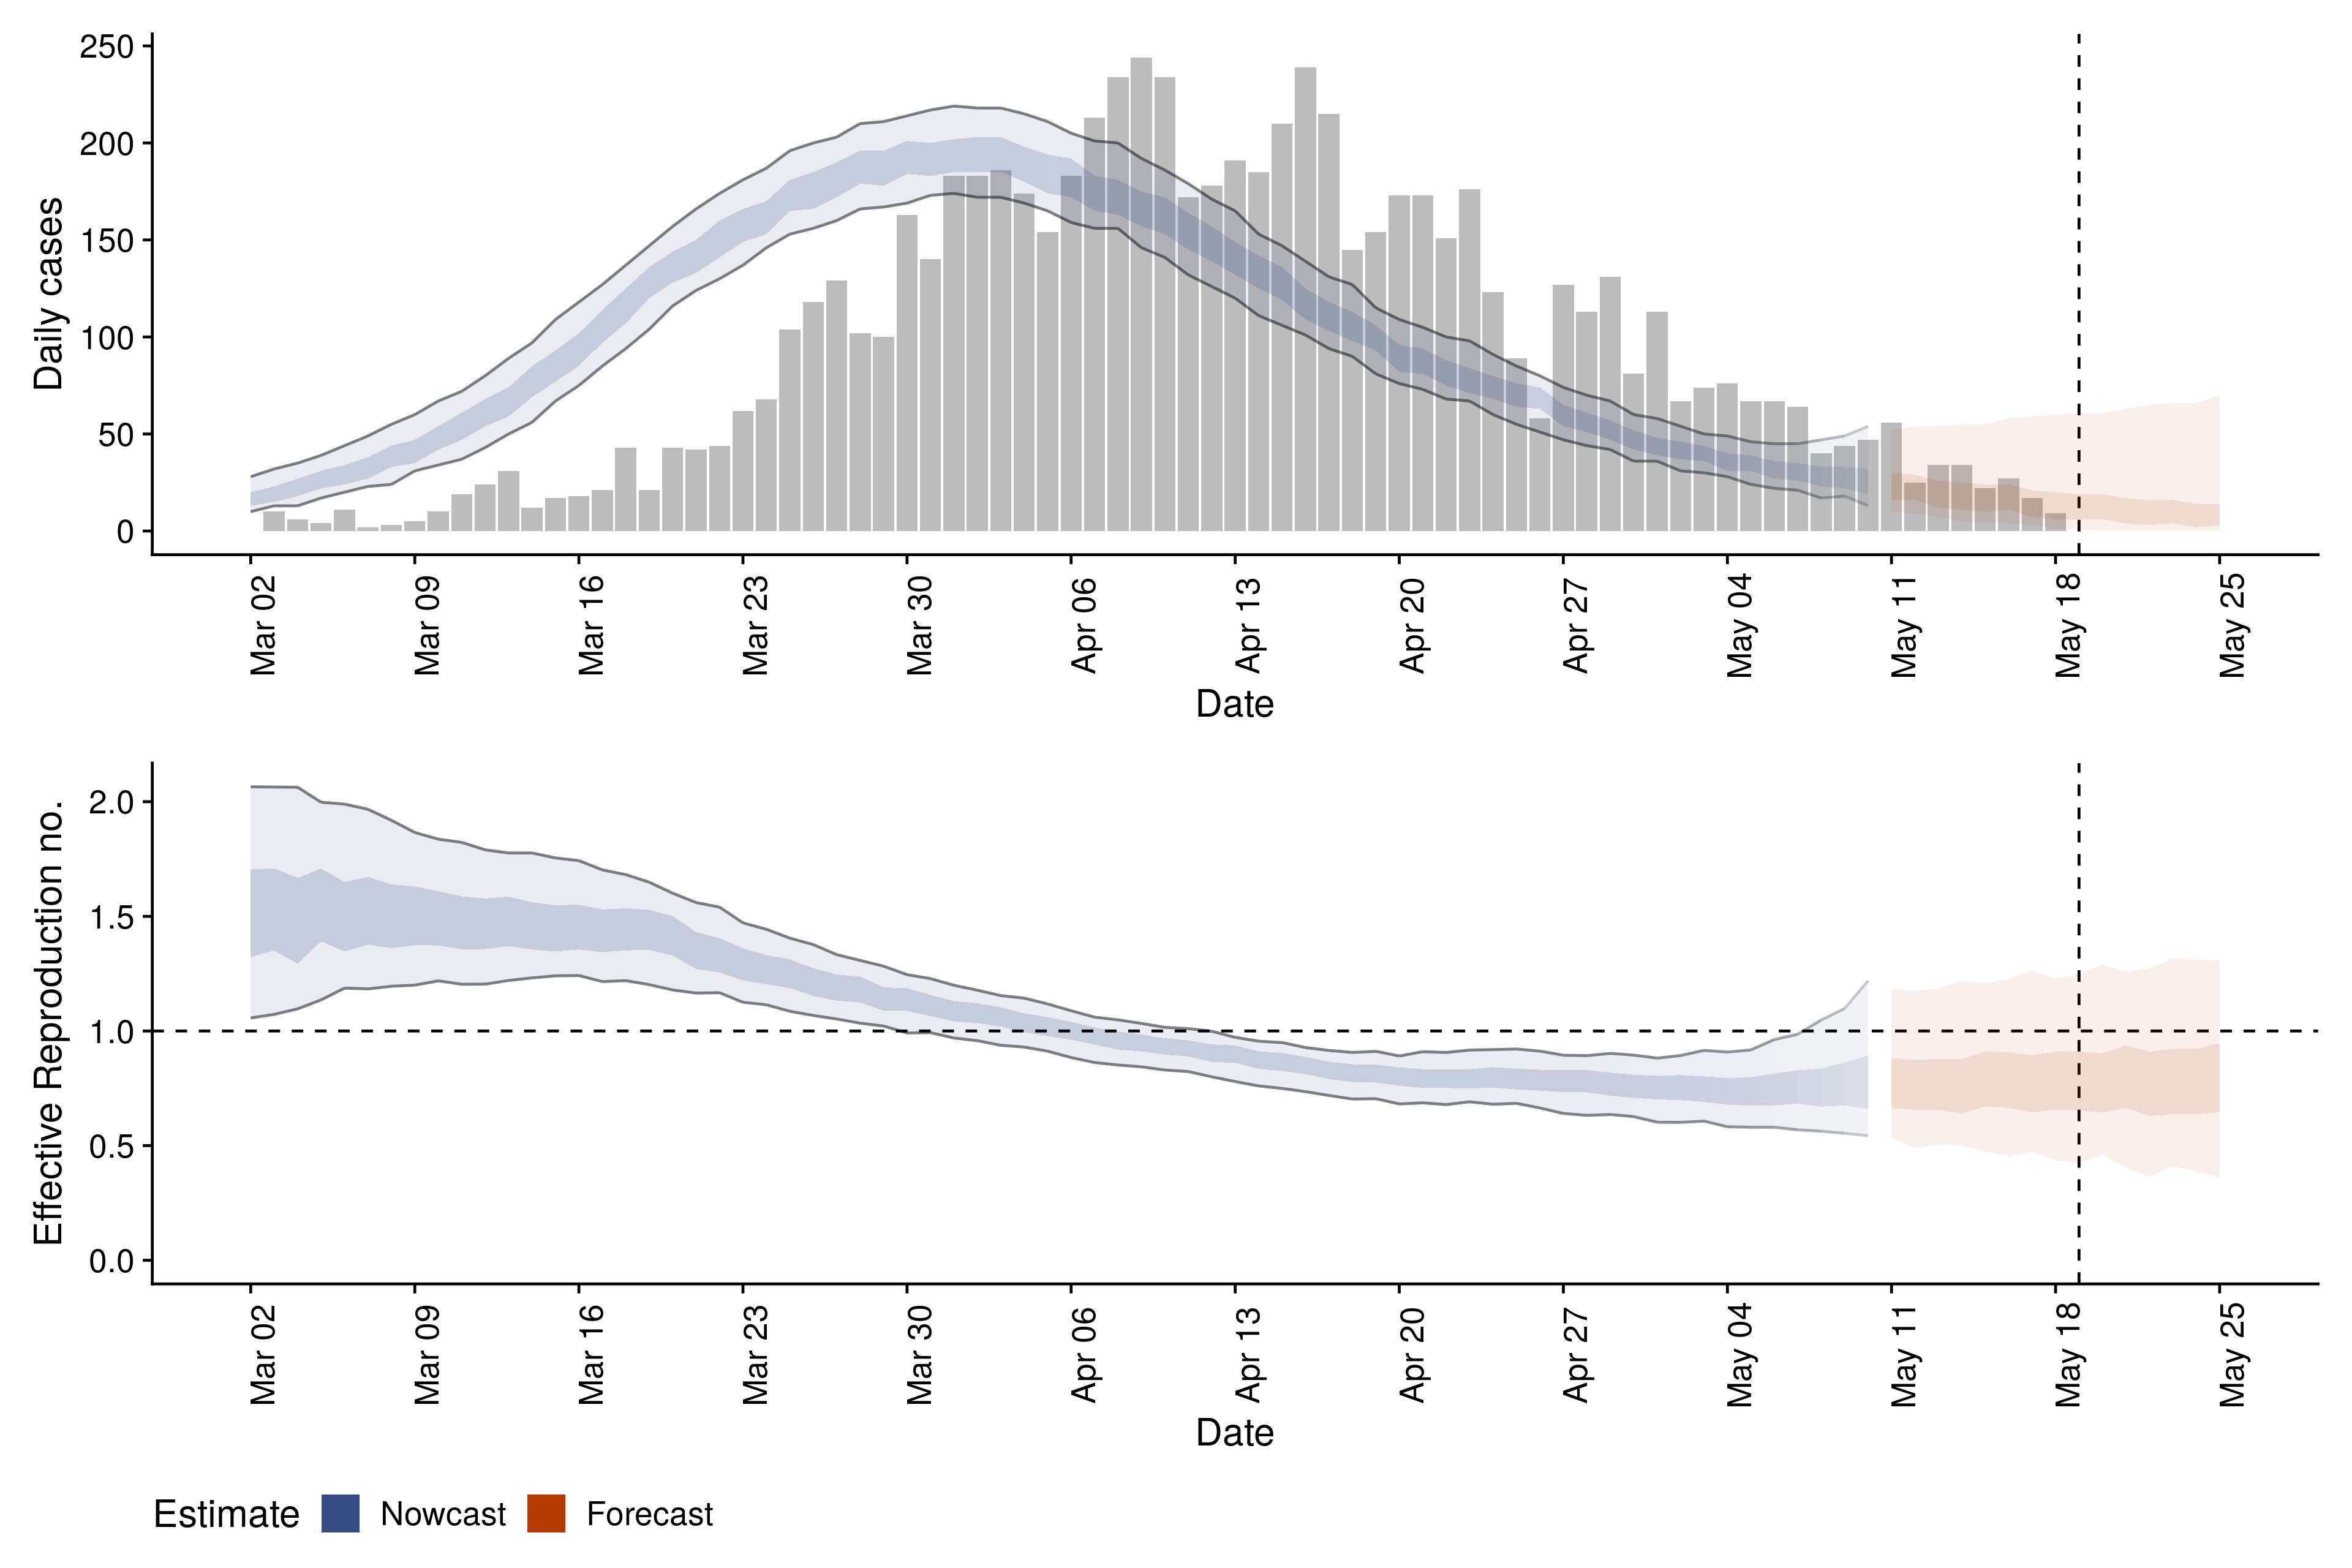 Daily cases
250
200
150
100
50
0
Mar 02
Mar 09
Mar 16
Mar 23
Mar 30
Apr 06
Apr 13
Apr 20
Apr 27
May 04
May 11
May 18
May 25
Date
Effective Reproduction no.
2.0
1.5
1.0
0.5
0.0
Mar 02
Mar 09
Mar 16
Mar 23
Mar 30
Apr 06
Apr 13
Apr 20
Apr 27
May 04
May 11
May 18
May 25
Date
Estimate Nowcast Forecast